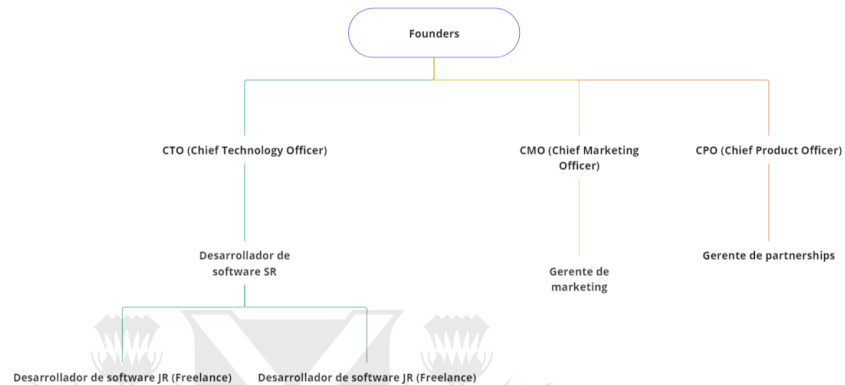 Founders
CTO (Chief Technology Officer)
CMO (Chief Marketing
Officer)
CPO (Chief Product Officer)
Desarrollador de
software SR
Gerente de
marketing
Gerente de partnerships
Desarrollador de software JR (Freelance)
Desarrollador de software JR (Freelance)